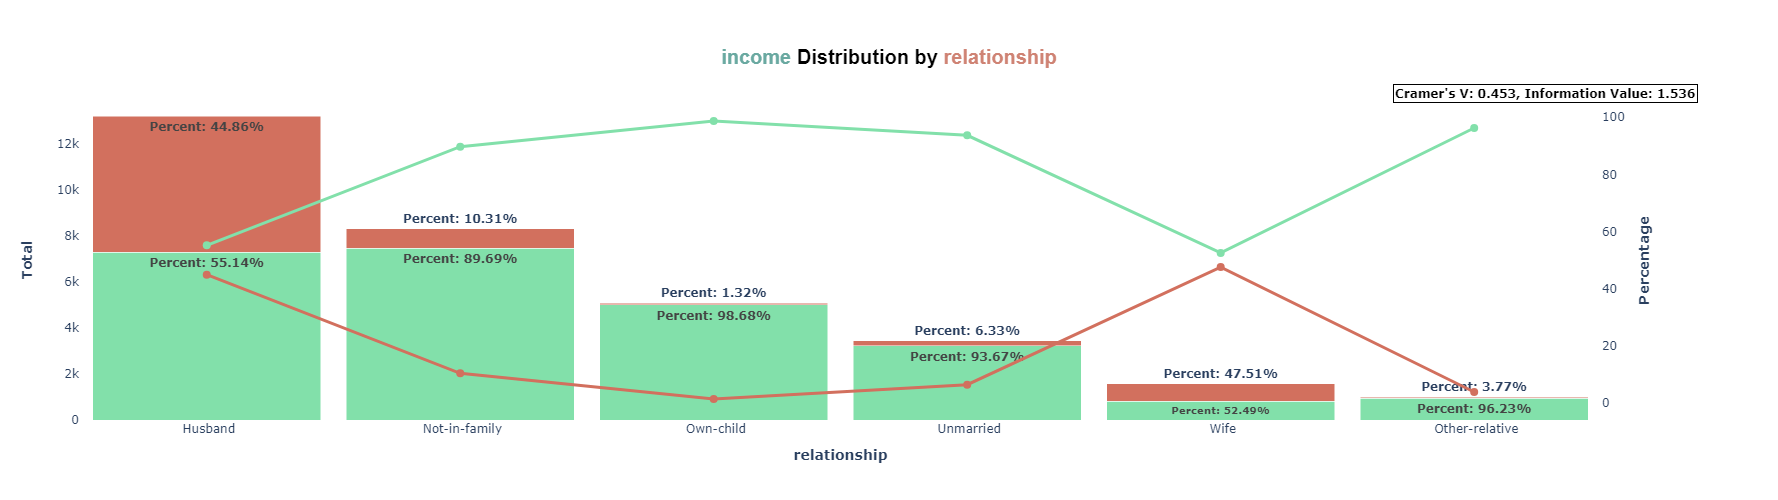 income Distribution by relationship
Cramer's V: 0.453, Information Value: 1.536
Total
12k
10k
8k
6k
4k
2k
0
Percent: 44.86%
Percent: 55.14%
Percent: 10.31%
Percent: 89.69%
Percent: 1.32%
Percent: 98.68%
Percent: 6.33%
Percent: 93.67%
Percent: 47.51%
Percent: 52.49%
Percent: 3.77%
Percent: 96.23%
100
80
60
40
20
0
Percentage
Husband
Not-in-family
Own-child
Unmarried
Wife
Other-relative
relationship